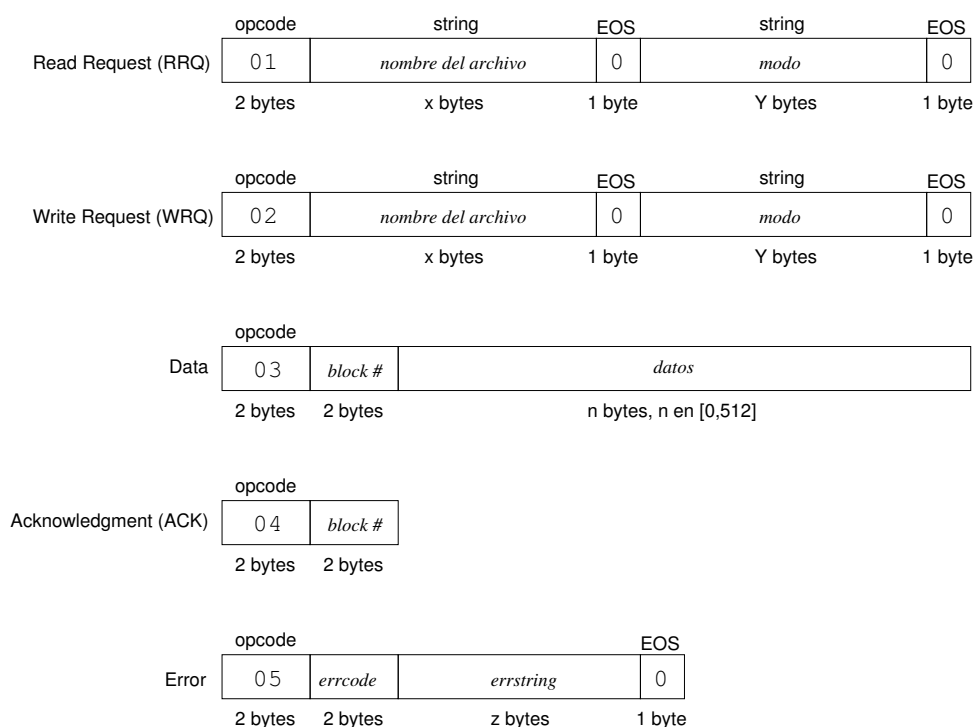 opcode string EOS string EOS
Read Request (RRQ) 01 nombre del archivo 0 modo 0
2 bytes x bytes 1 byte Y bytes 1 byte
opcode string EOS string EOS
Write Request (WRQ) 02 nombre del archivo 0 modo 0
2 bytes x bytes 1 byte Y bytes 1 byte
opcode
Data 03 block # datos
2 bytes 2 bytes n bytes, n en [0,512]
opcode
Acknowledgment (ACK) 04 block #
2 bytes 2 bytes
opcode EOS
Error 05 errcode errstring 0
2 bytes 2 bytes z bytes 1 byte